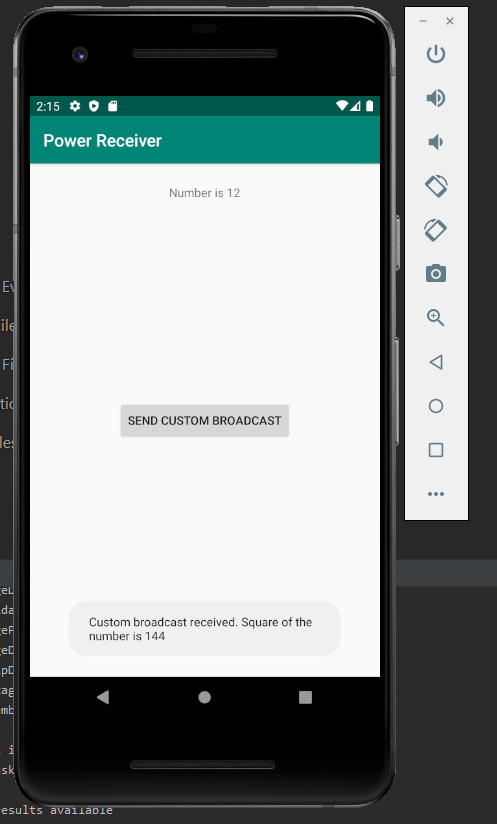 2:15
Power Receiver
Number is 12
SEND CUSTOM BROADCAST
Custom broadcast received. Square of the
number is 144
results available